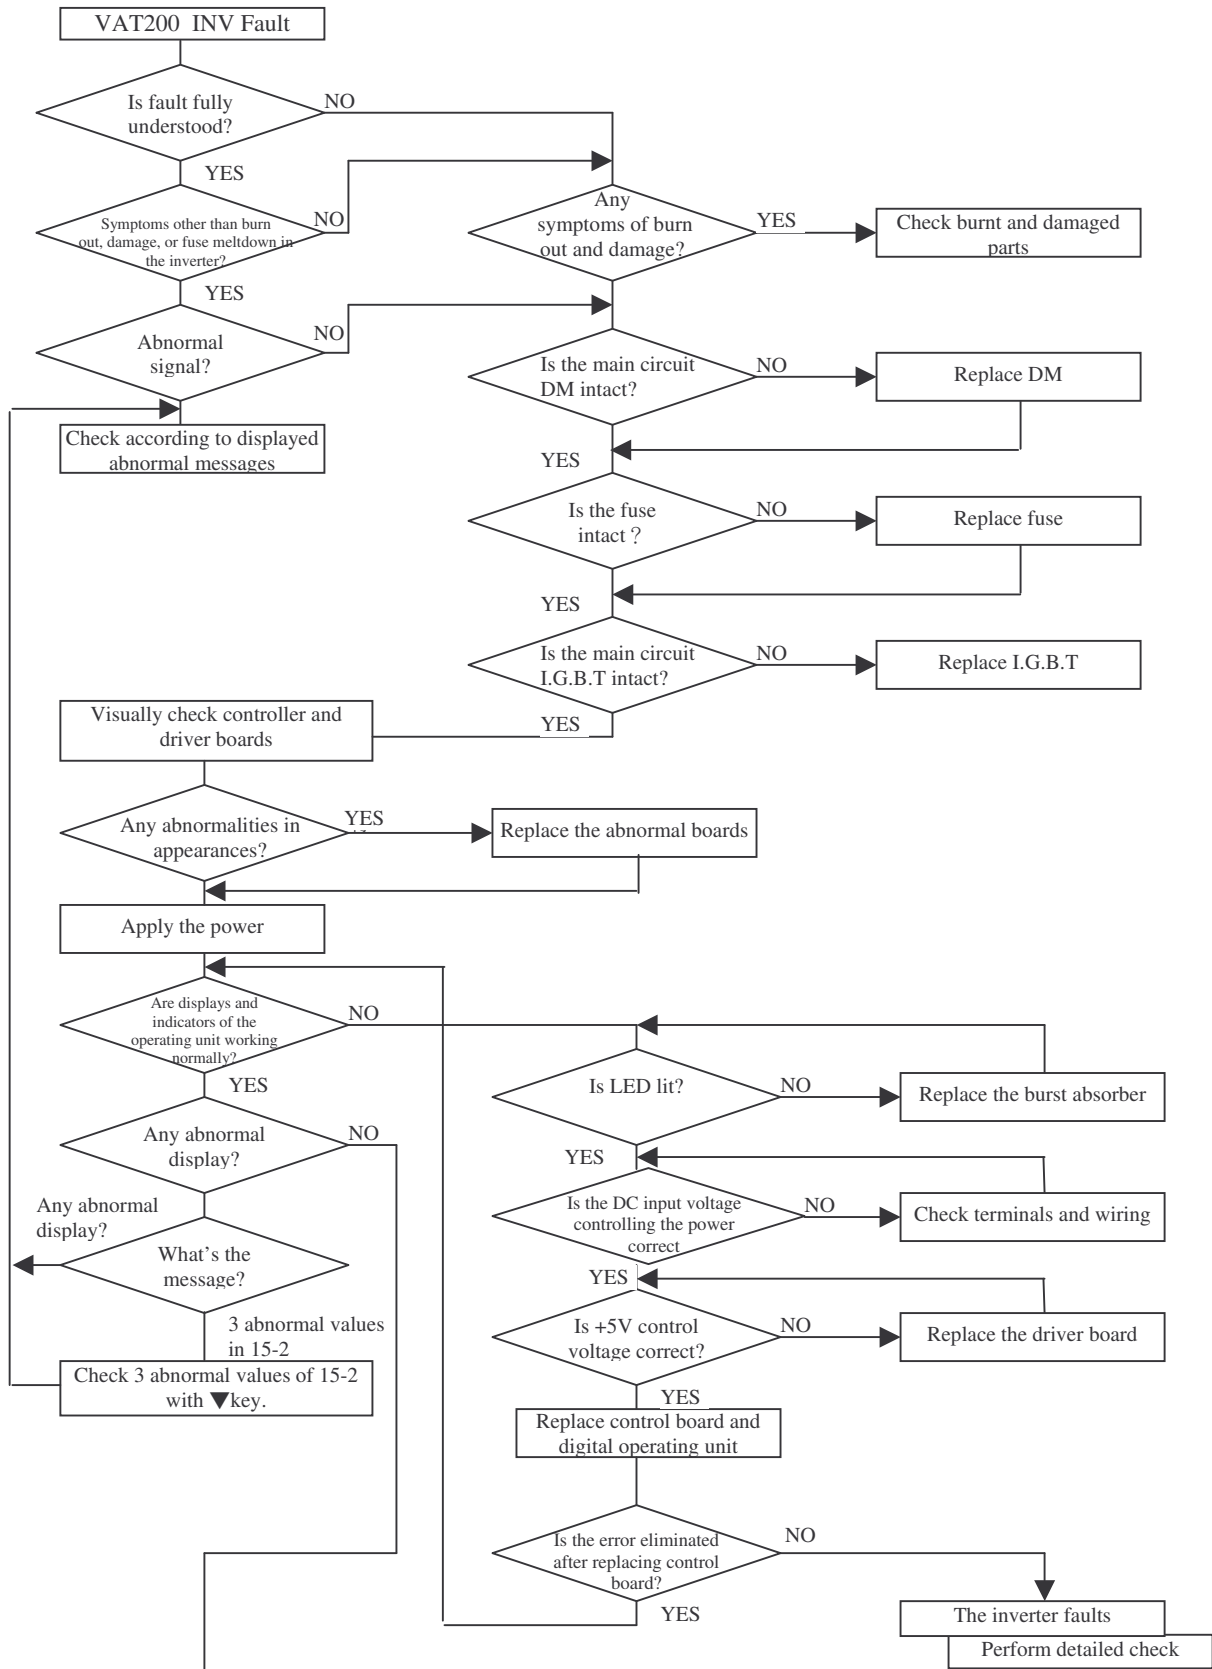 VAT200 INV Fault
Is fault fully
understood?
NO
YES
Symptoms other than burn
out, damage, or fuse meltdown in
the inverter?
NO
Any
symptoms of burn
out and damage?
YES
Check burnt and damaged
parts
YES
Abnormal
signal?
NO
Is the main circuit
DM intact?
NO
Replace DM
Check according to displayed
abnormal messages
YES
Is the fuse
intact ?
NO
Replace fuse
YES
Is the main circuit
I.G.B.T intact?
NO
Replace I.G.B.T
YES
Visually check controller and
driver boards
Any abnormalities in
appearances?
YES
Replace the abnormal boards
Apply the power
Are displays and
indicators of the
operating unit working
normally?
NO
YES
Is LED lit?
NO
Replace the burst absorber
Any abnormal
display?
NO
YES
Is the DC input voltage
controlling the power
correct
NO
Check terminals and wiring
Any abnormal
display?
What's the
message?
YES
3 abnormal values
in 15-2
Is +5V control
voltage correct?
NO
Replace the driver board
Check 3 abnormal values of 15-2
with ▼key.
YES
Replace control board and
digital operating unit
Is the error eliminated
after replacing control
board?
NO
YES
The inverter faults
Perform detailed check